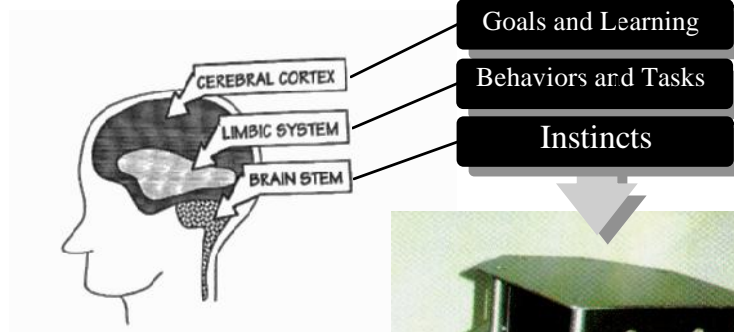 Goals and Learning
CEREBRAL CORTEX
Behaviors and Tasks
LIMBIC SYSTEM
Instincts
BRAIN STEM